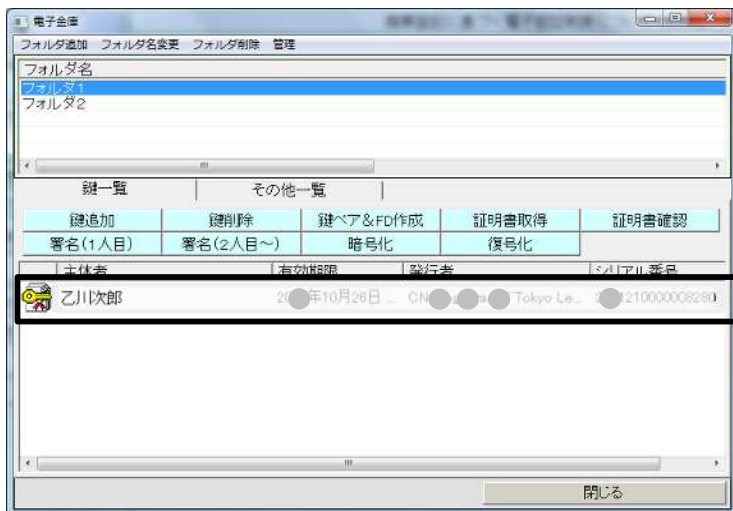 電子金庫
フォルダ追加 フォルダ名変更 フォルダ削除 管理
フォルダ名
フォルダ1
フォルダ2
鍵一覧 その他一覧
鍵追加 鍵削除 鍵ペア&FD作成 証明書取得 証明書確認
署名(1人目) 署名(2人目～) 暗号化 復号化
主体者 有効期限 発行者 シリアル番号
乙川次郎 20 年10月26日 ... CN Tokyo Le... 2 1210000008280
閉じる